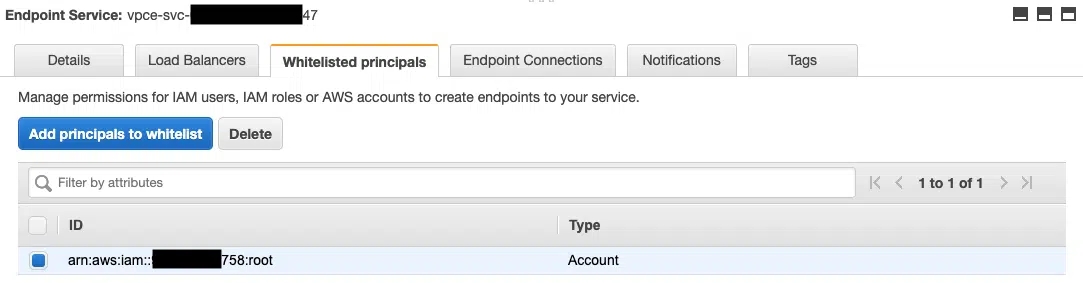 Endpoint Service: vpce-svc-47
Details Load Balancers Whitelisted principals Endpoint Connections Notifications Tags
Manage permissions for IAM users, IAM roles or AWS accounts to create endpoints to your service.
Add principals to whitelist Delete
Filter by attributes 1 to 1 of 1
ID Type
arn:aws:iam::758:root Account